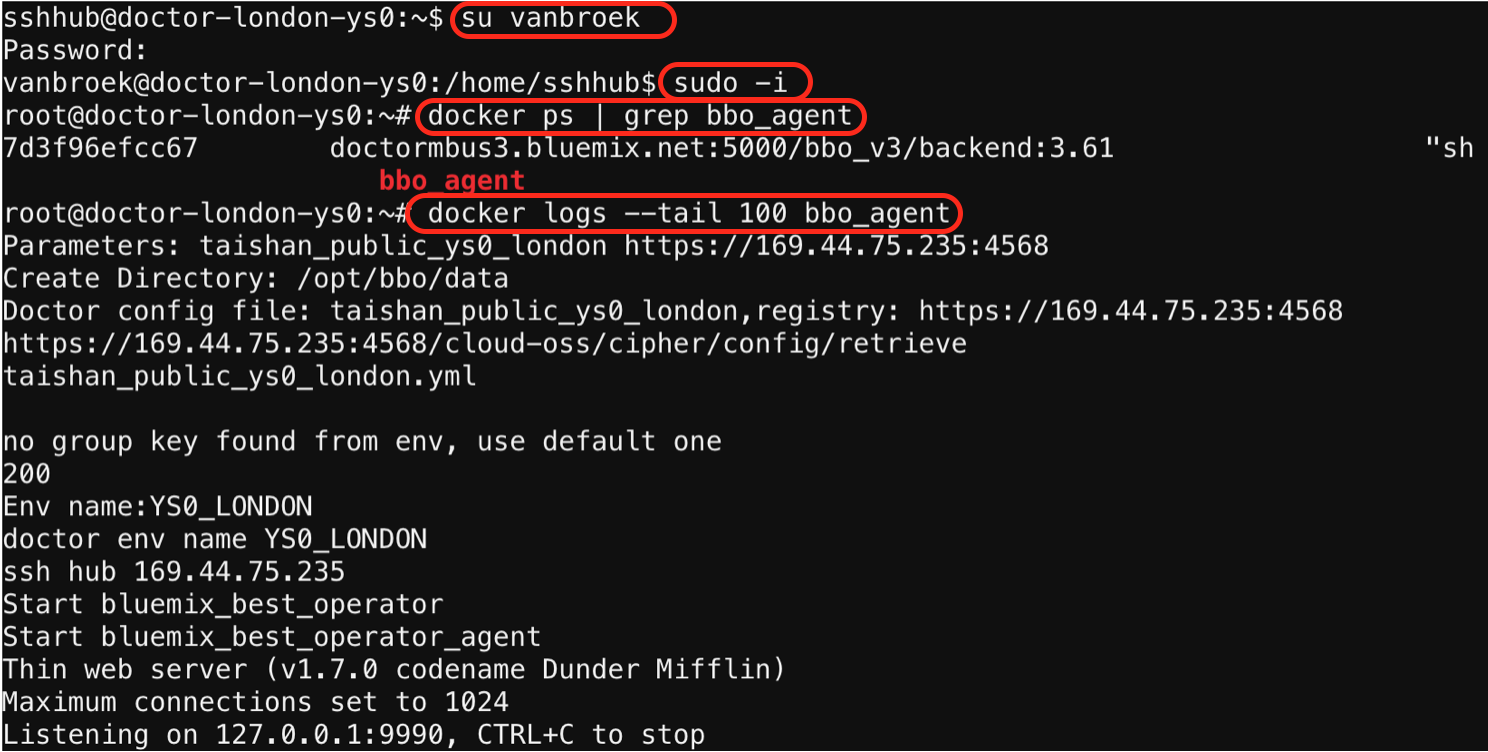 sshhub@doctor-london-ys0:~$ su vanbroek
Password:
vanbroek@doctor-london-ys0:/home/sshhub$ sudo -i
root@doctor-london-ys0:~# docker ps | grep bbo_agent
7d3f96efcc67        doctormbus3.bluemix.net:5000/bbo_v3/backend:3.61                   "sh
bbo_agent
root@doctor-london-ys0:~# docker logs --tail 100 bbo_agent
Parameters: taishan_public_ys0_london https://169.44.75.235:4568
Create Directory: /opt/bbo/data
Doctor config file: taishan_public_ys0_london,registry: https://169.44.75.235:4568
https://169.44.75.235:4568/cloud-oss/cipher/config/retrieve
taishan_public_ys0_london.yml
no group key found from env, use default one
200
Env name:YS0_LONDON
doctor env name YS0_LONDON
ssh hub 169.44.75.235
Start bluemix_best_operator
Start bluemix_best_operator_agent
Thin web server (v1.7.0 codename Dunder Mifflin)
Maximum connections set to 1024
Listening on 127.0.0.1:9990, CTRL+C to stop